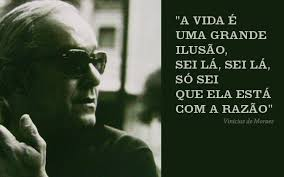 "A VIDA É
UMA GRANDE
ILUSÃO,
SEI LÁ, SEI LÁ,
SÓ SEI
QUE ELA ESTÁ
COM A RAZÃO"
Vinicius de Moraes